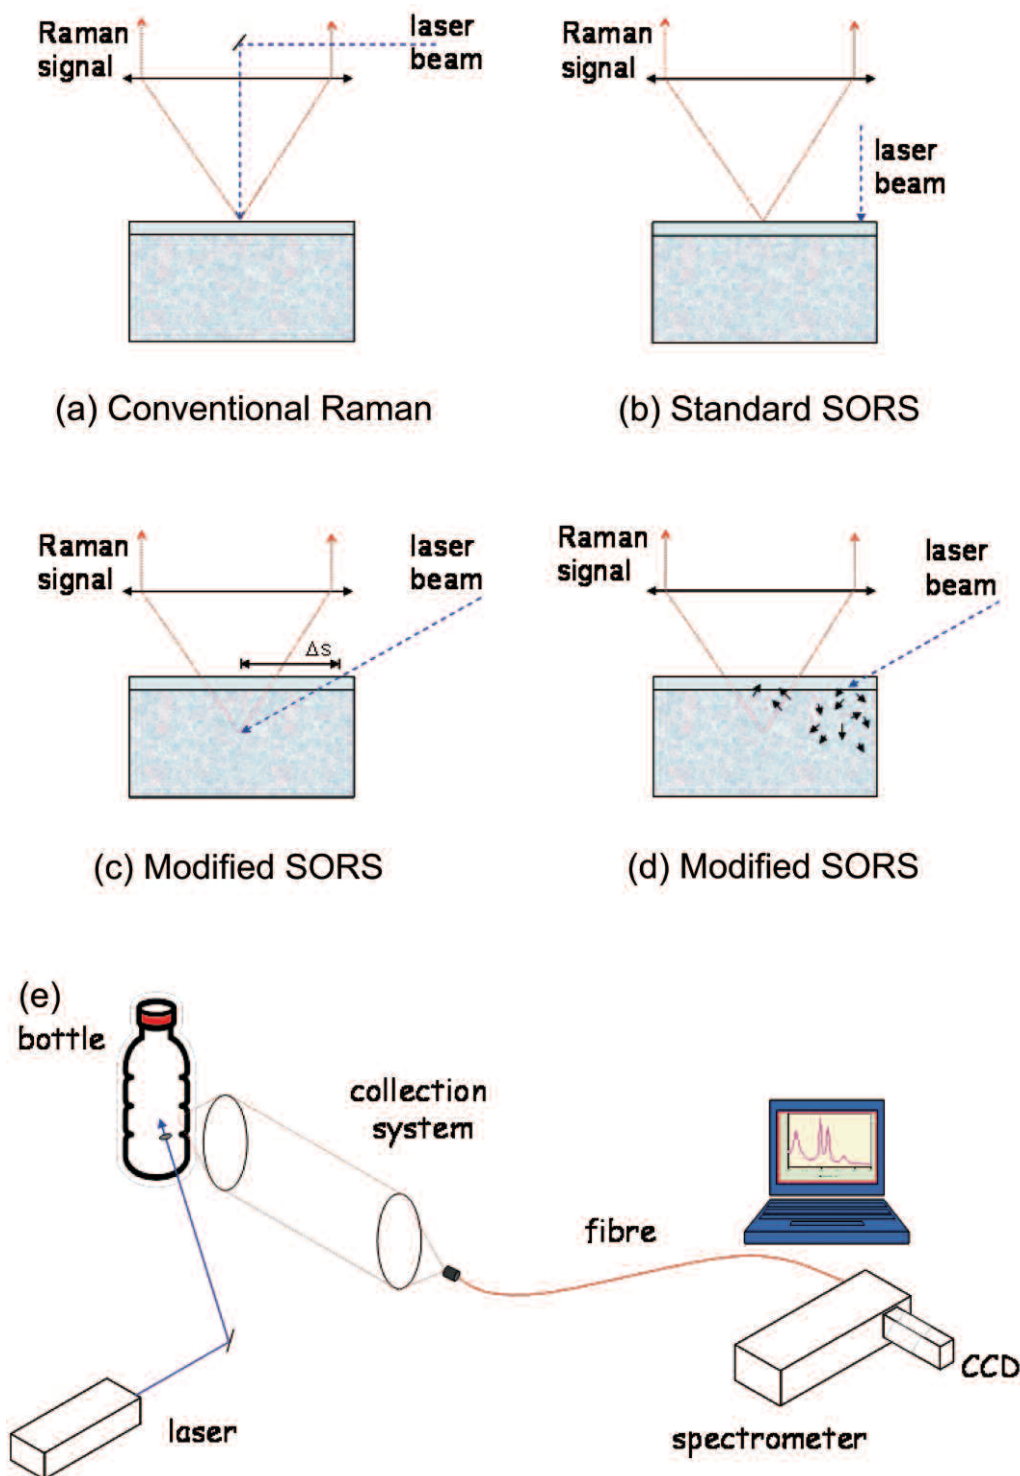 Raman
signal
laser
beam
(a) Conventional Raman
Raman
signal
laser
beam
(b) Standard SORS
Raman
signal
laser
beam
Δs
(c) Modified SORS
Raman
signal
laser
beam
(d) Modified SORS
(e)
bottle
collection
system
fibre
laser
CCD
spectrometer